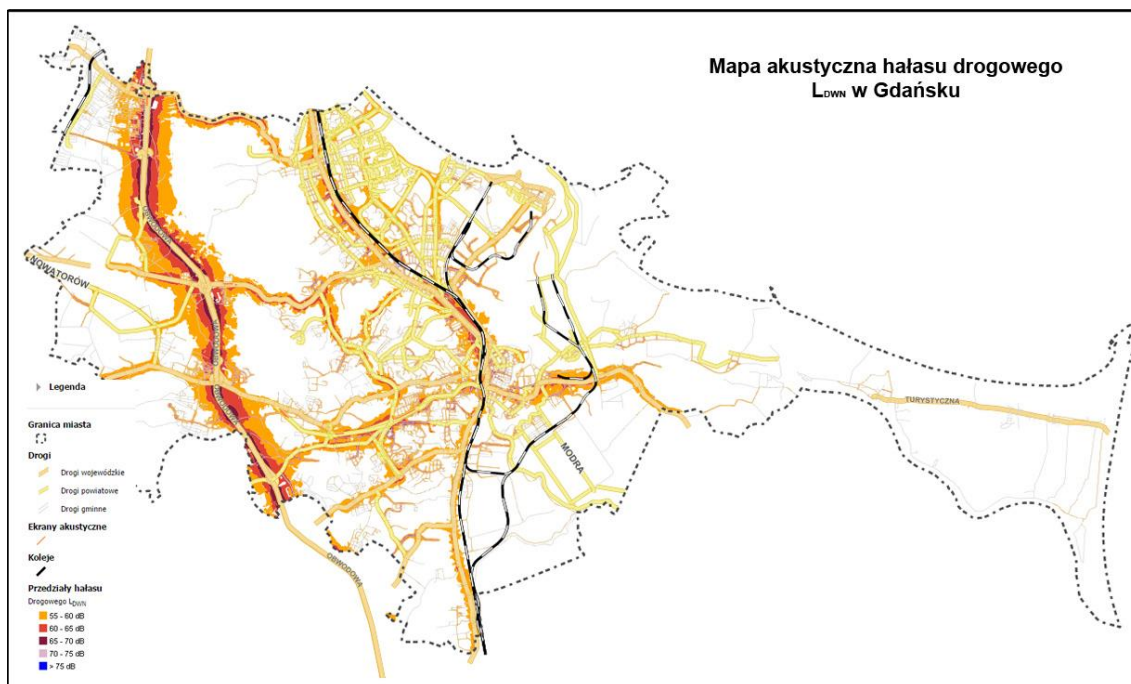 Mapa akustyczna hałasu drogowego
LDWN w Gdańsku
OBWODOWA
NOWATORÓW
Legenda
Granica miasta
Drogi
Drogi wojewódzkie
Drogi powiatowe
Drogi gminne
Ekrany akustyczne
Koleje
Przedziały hałasu
Drogowego LDWN
55 - 60 dB
60 - 65 dB
65 - 70 dB
70 - 75 dB
> 75 dB
OBWODOWA
MODRA
TURYSTYCZNA